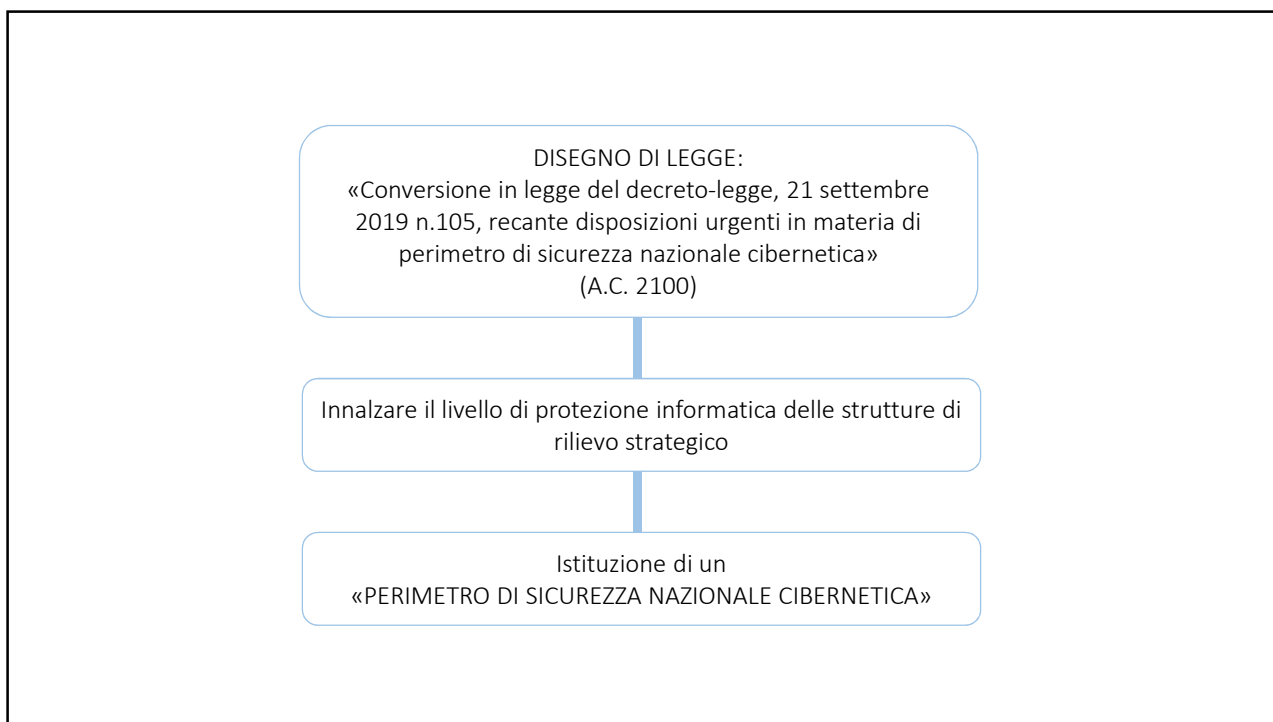 DISEGNO DI LEGGE:
«Conversione in legge del decreto-legge, 21 settembre
2019 n.105, recante disposizioni urgenti in materia di
perimetro di sicurezza nazionale cibernetica»
(A.C. 2100)
Innalzare il livello di protezione informatica delle strutture di
rilievo strategico
Istituzione di un
«PERIMETRO DI SICUREZZA NAZIONALE CIBERNETICA»